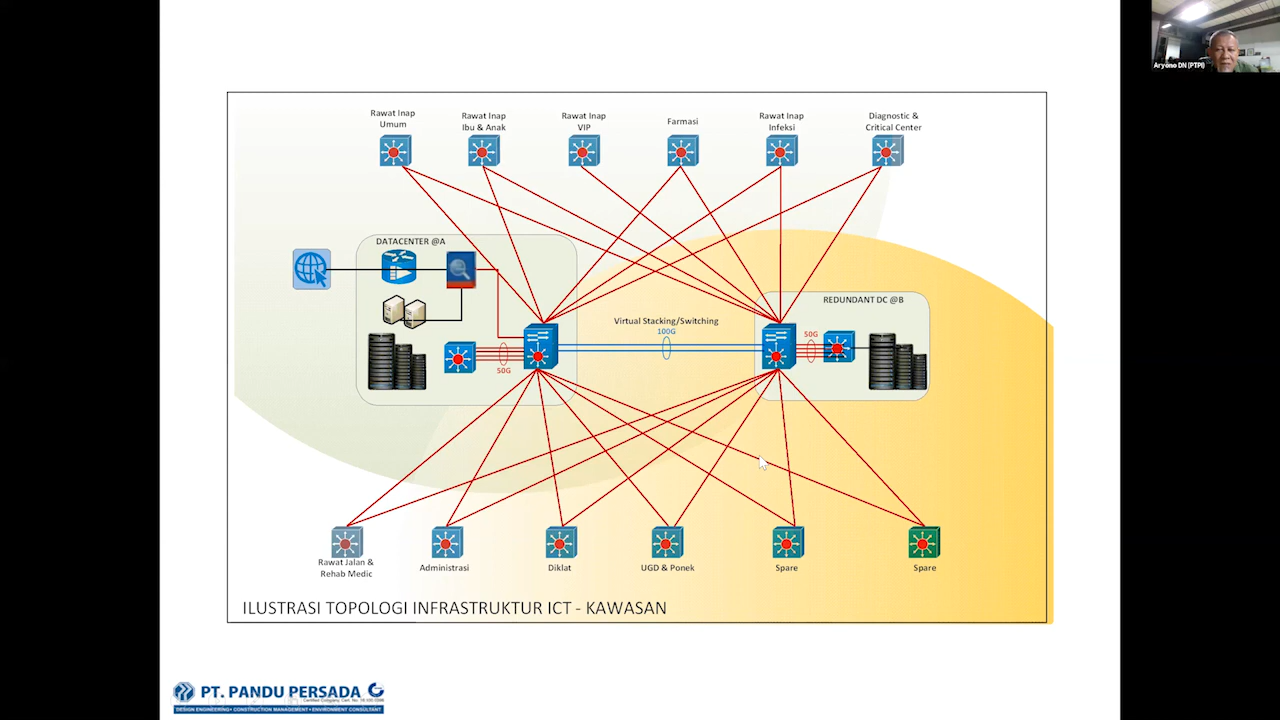 Aryono DN (PTPI)
Rawat Inap
Umum
Rawat Inap
Ibu & Anak
Rawat Inap
VIP
Farmasi
Rawat Inap
Infeksi
Diagnostic &
Critical Center
DATACENTER @A
REDUNDANT DC @B
Virtual Stacking/Switching
100G
50G
50G
Rawat Jalan &
Rehab Medic
Administrasi
Diklat
UGD & Ponek
Spare
Spare
ILUSTRASI TOPOLOGI INFRASTRUKTUR ICT - KAWASAN
PT. PANDU PERSADA
DESIGN ENGINEERING • CONSTRUCTION MANAGEMENT • ENVIRONMENT CONSULTANT